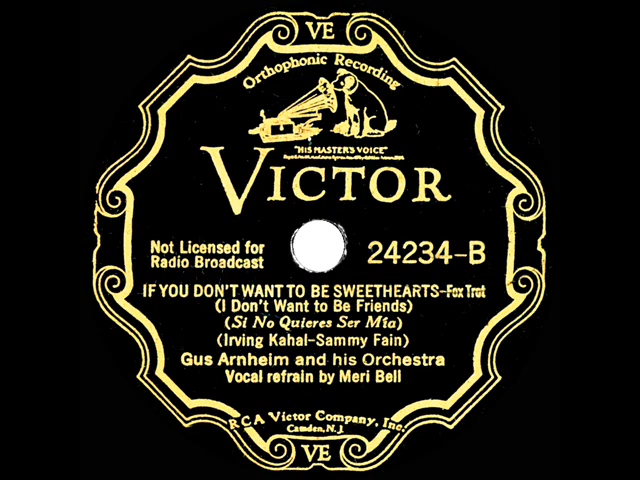 VE
Orthophonic Recording
"HIS MASTER'S VOICE"
VICTOR
Not Licensed for
Radio Broadcast
24234-B
IF YOU DON'T WANT TO BE SWEETHEARTS-Fox Trot
(I Don't Want to Be Friends)
(Si No Quieres Ser Mía)
(Irving Kahal-Sammy Fain)
Gus Arnheim and his Orchestra
Vocal refrain by Meri Bell
RCA Victor Company, Inc.
Camden, N.J.
VE